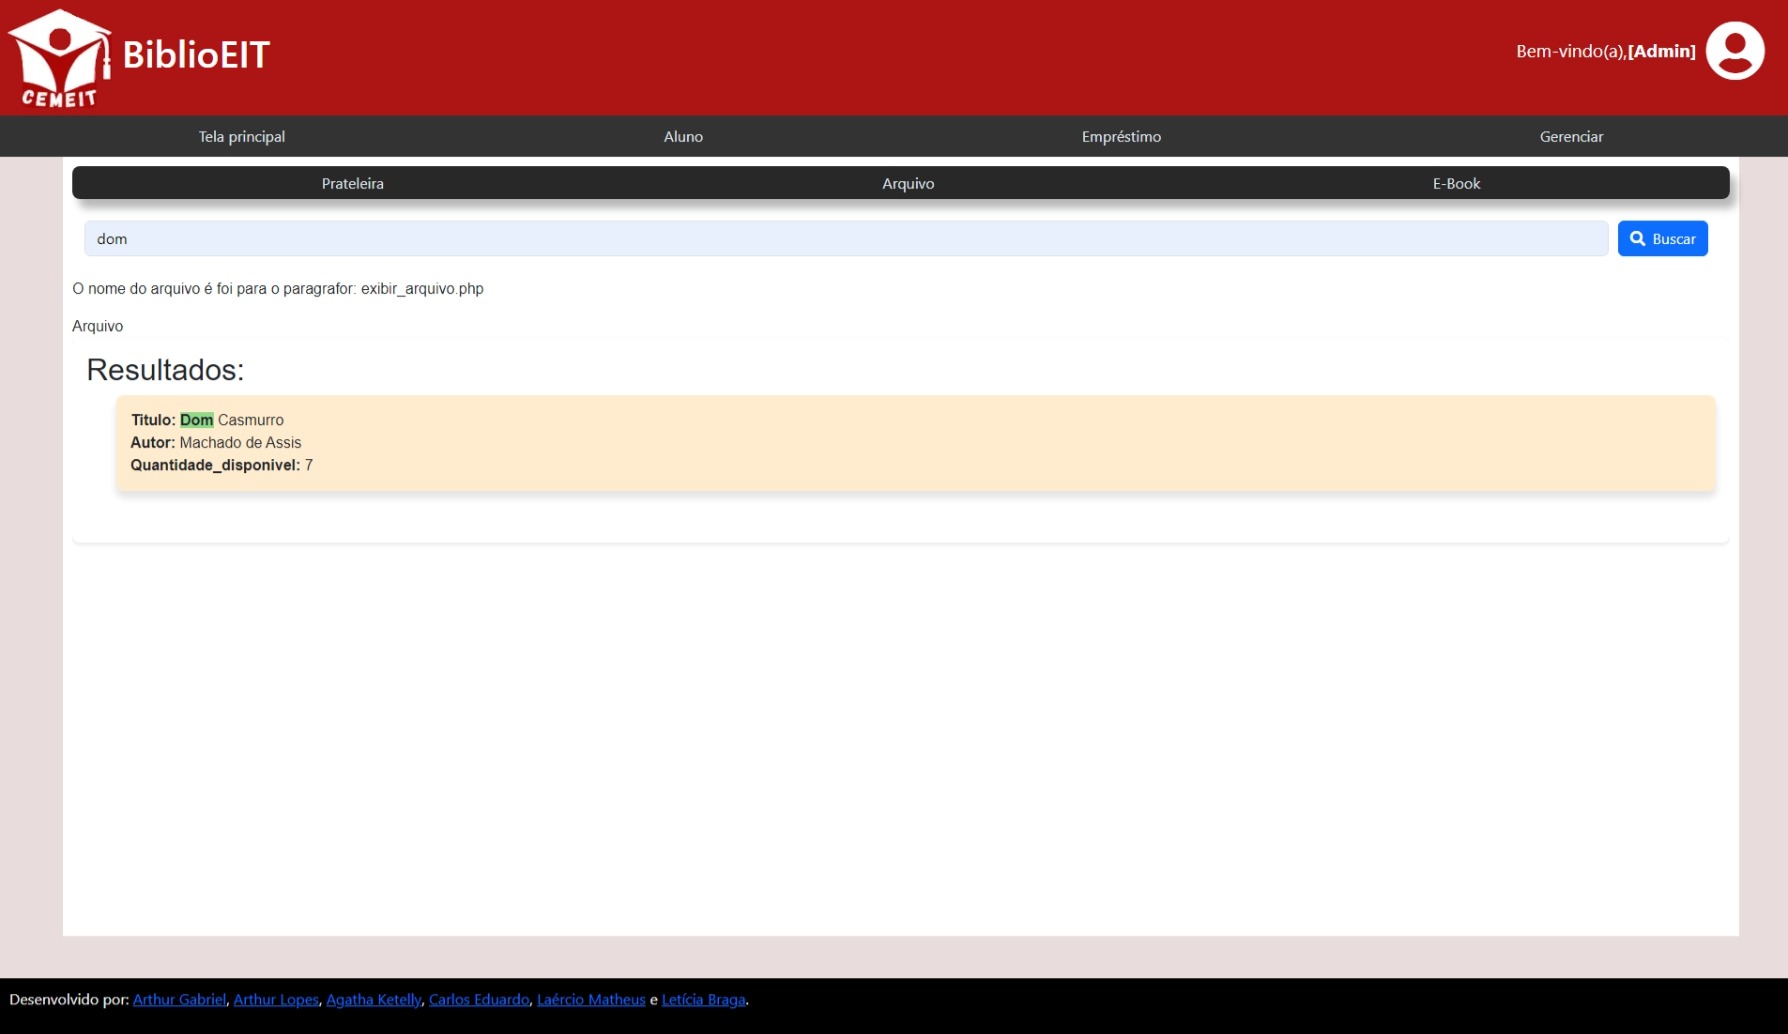 CEMEIT
BiblioEIT
Bem-vindo(a),[Admin]
Tela principal
Aluno
Empréstimo
Gerenciar
Prateleira
Arquivo
E-Book
dom
Buscar
O nome do arquivo é foi para o paragrafor: exibir_arquivo.php
Arquivo
Resultados:
Titulo: Dom Casmurro
Autor: Machado de Assis
Quantidade_disponivel: 7
Desenvolvido por: Arthur Gabriel, Arthur Lopes, Agatha Ketelly, Carlos Eduardo, Laércio Matheus e Letícia Braga.